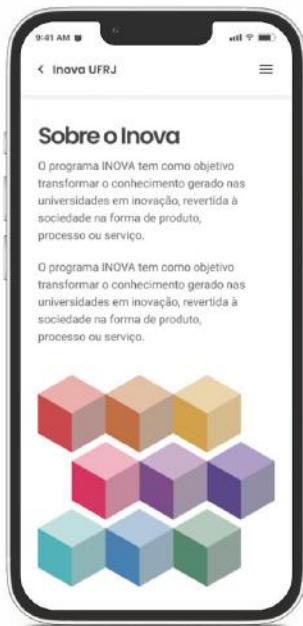 9:41 AM
< Inova UFRJ
Sobre o Inova
O programa INOVA tem como objetivo
transformar o conhecimento gerado nas
universidades em inovação, revertida à
sociedade na forma de produto,
processo ou serviço.
O programa INOVA tem como objetivo
transformar o conhecimento gerado nas
universidades em inovação, revertida à
sociedade na forma de produto,
processo ou serviço.